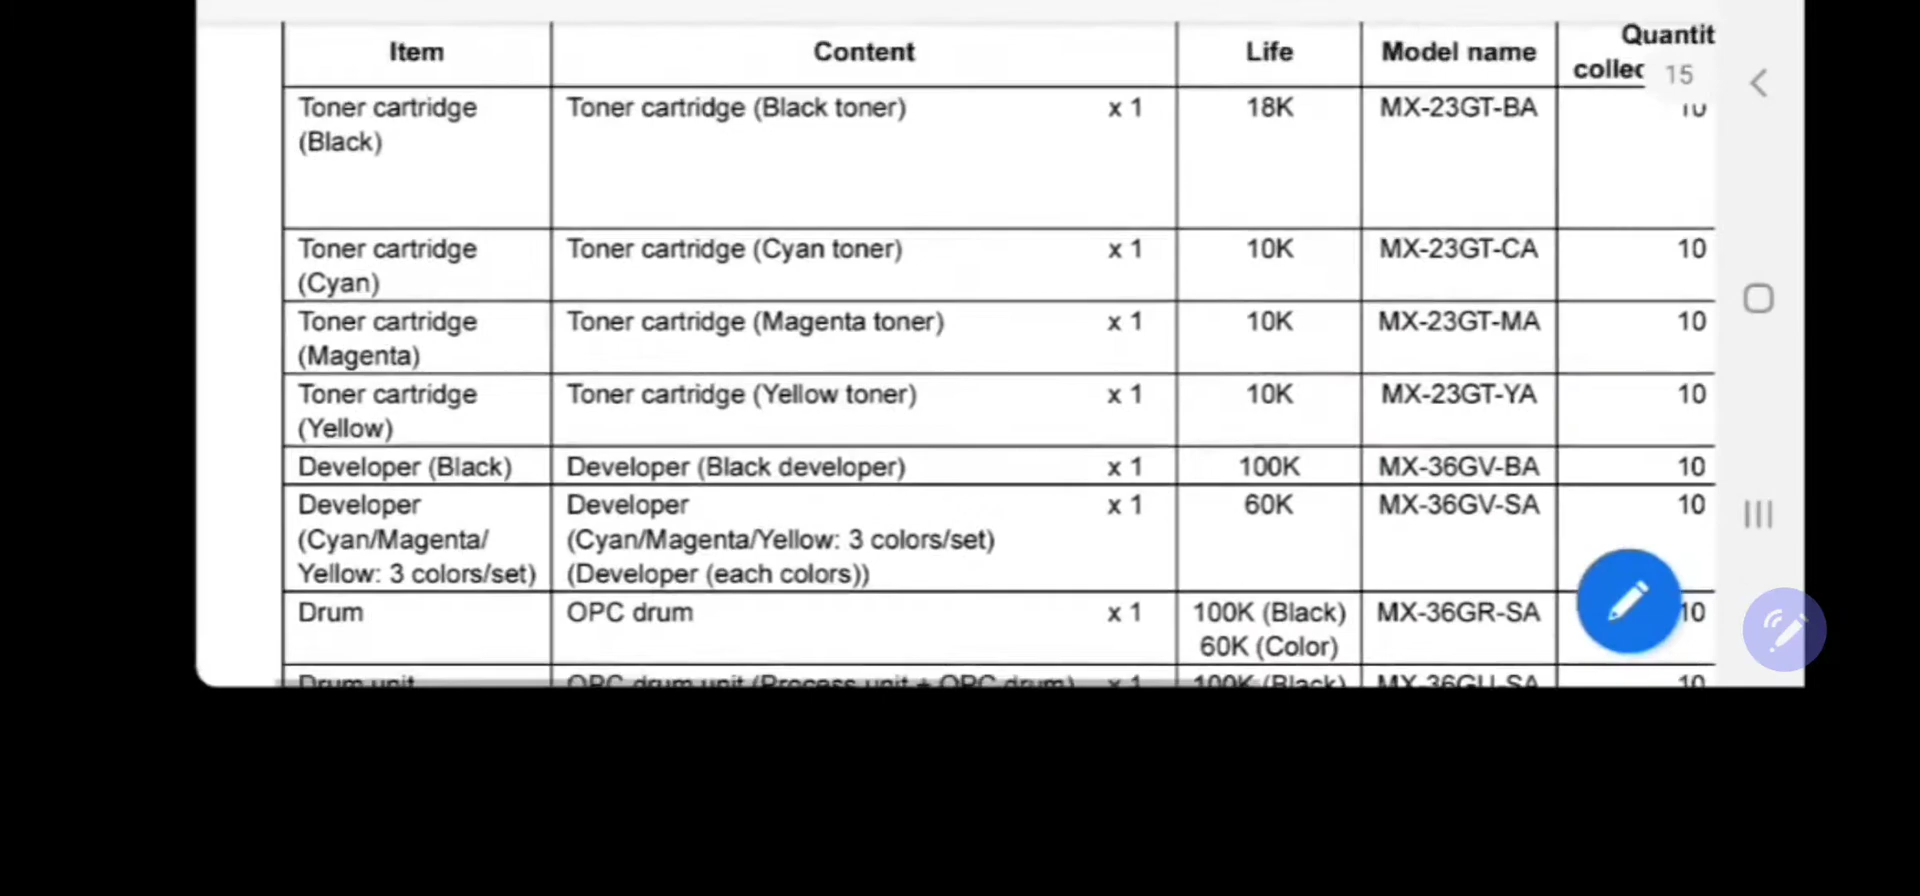 Item Content Life Model name Quantit
collec 15
Toner cartridge Toner cartridge (Black toner) x 1 18K MX-23GT-BA 10
(Black)
Toner cartridge Toner cartridge (Cyan toner) x 1 10K MX-23GT-CA 10
(Cyan)
Toner cartridge Toner cartridge (Magenta toner) x 1 10K MX-23GT-MA 10
(Magenta)
Toner cartridge Toner cartridge (Yellow toner) x 1 10K MX-23GT-YA 10
(Yellow)
Developer (Black) Developer (Black developer) x 1 100K MX-36GV-BA 10
Developer Developer x 1 60K MX-36GV-SA 10
(Cyan/Magenta/ (Cyan/Magenta/Yellow: 3 colors/set)
Yellow: 3 colors/set) (Developer (each colors))
Drum OPC drum x 1 100K (Black) MX-36GR-SA 10
60K (Color)
Drum unit OPC drum unit (Process unit + OPC drum) x 1 100K (Black) MX-36GU-SA 10